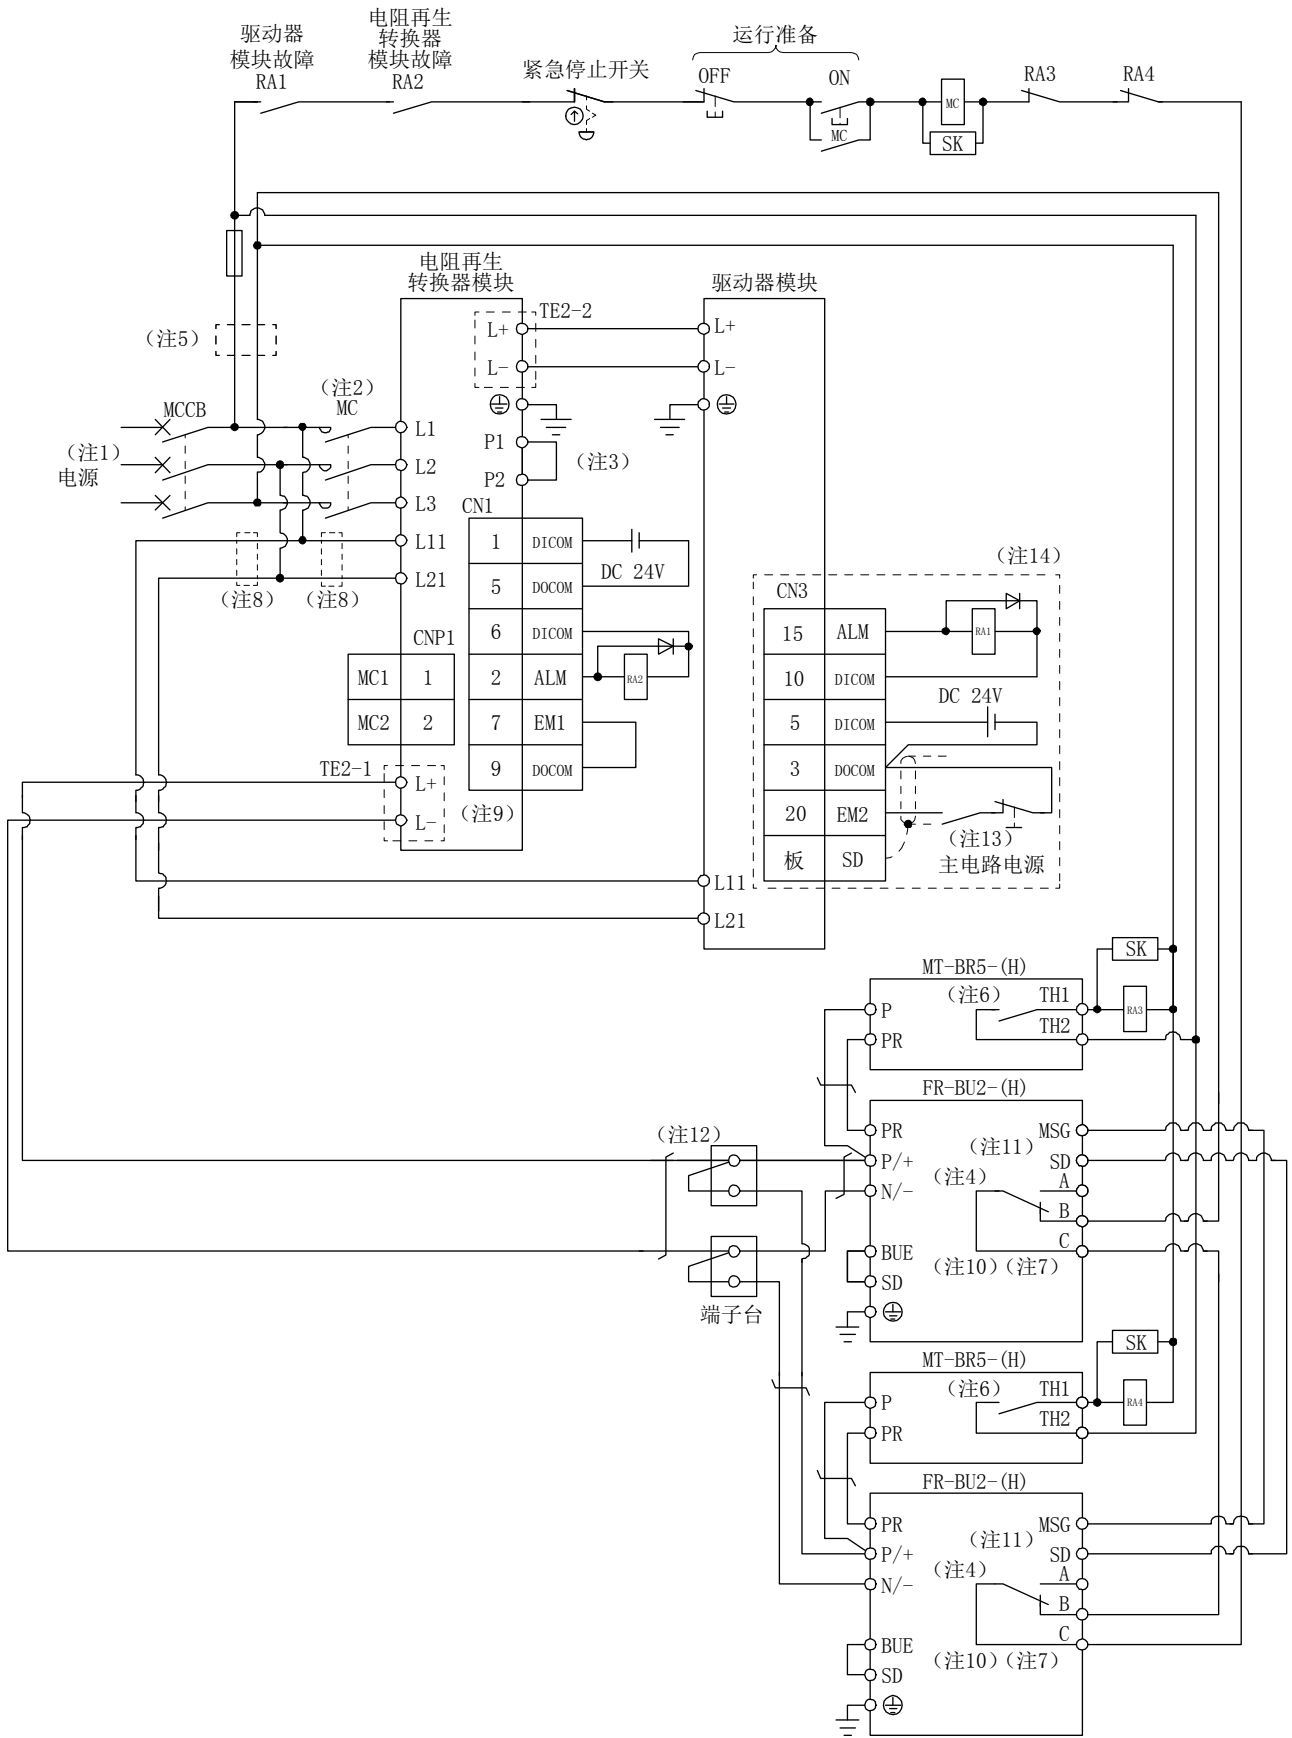 驱动器
模块故障
RA1
电阻再生
转换器
模块故障
RA2
紧急停止开关
运行准备
OFF
ON
MC
MC
SK
RA3
RA4
电阻再生
转换器模块
驱动器模块
TE2-2
L+
L-
L+
L-
（注5）
（注2）
MC
MCCB
（注1）
电源
L1
L2
L3
L11
L21
P1
P2
（注3）
（注8）
（注8）
CN1
1 DICOM
5 DOCOM
6 DICOM
2 ALM
7 EM1
9 DOCOM
DC 24V
RA2
CNP1
MC1 1
MC2 2
TE2-1
L+
L-
（注9）
（注14）
CN3
15 ALM
10 DICOM
5 DICOM
3 DOCOM
20 EM2
板 SD
RA1
DC 24V
（注13）
主电路电源
L11
L21
MT-BR5-(H)
SK
（注6）
P
PR
TH1
TH2
RA3
FR-BU2-(H)
（注12）
PR
P/+
N/-
BUE
SD
MSG
（注11）
SD
（注4）
A
B
C
（注10）（注7）
端子台
MT-BR5-(H)
SK
（注6）
P
PR
TH1
TH2
RA4
FR-BU2-(H)
PR
P/+
N/-
BUE
SD
MSG
（注11）
SD
（注4）
A
B
C
（注10）（注7）